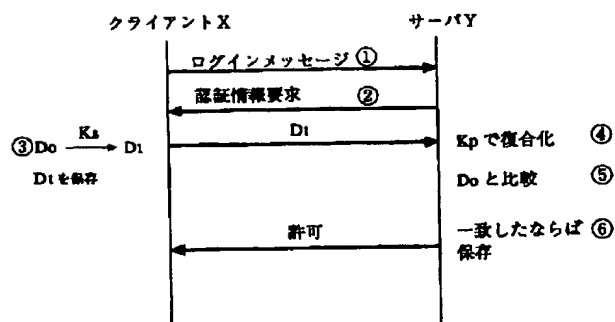 クライアントX サーバY
ログインメッセージ ①
認証情報要求 ②
③Do Ks D1
D1を保存
D1
Kpで復合化 ④
Doと比較 ⑤
許可
一致したならば ⑥
保存